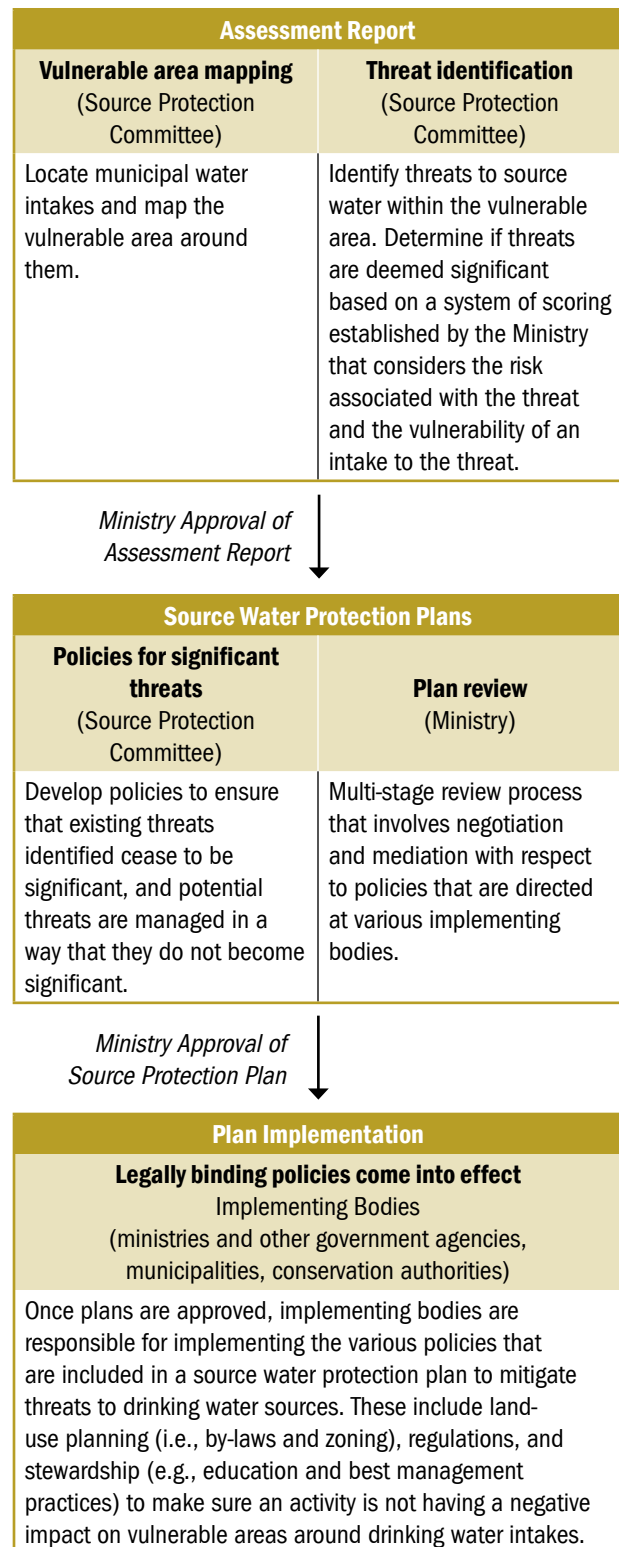 Assessment Report
Vulnerable area mapping
(Source Protection
Committee)
Threat identification
(Source Protection
Committee)
Locate municipal water
intakes and map the
vulnerable area around
them.
Identify threats to source
water within the vulnerable
area. Determine if threats
are deemed significant
based on a system of scoring
established by the Ministry
that considers the risk
associated with the threat
and the vulnerability of an
intake to the threat.
Ministry Approval of
Assessment Report
Source Water Protection Plans
Policies for significant
threats
(Source Protection
Committee)
Plan review
(Ministry)
Develop policies to ensure
that existing threats
identified cease to be
significant, and potential
threats are managed in a
way that they do not become
significant.
Multi-stage review process
that involves negotiation
and mediation with respect
to policies that are directed
at various implementing
bodies.
Ministry Approval of
Source Protection Plan
Plan Implementation
Legally binding policies come into effect
Implementing Bodies
(ministries and other government agencies,
municipalities, conservation authorities)
Once plans are approved, implementing bodies are
responsible for implementing the various policies that
are included in a source water protection plan to mitigate
threats to drinking water sources. These include land-
use planning (i.e., by-laws and zoning), regulations, and
stewardship (e.g., education and best management
practices) to make sure an activity is not having a negative
impact on vulnerable areas around drinking water intakes.